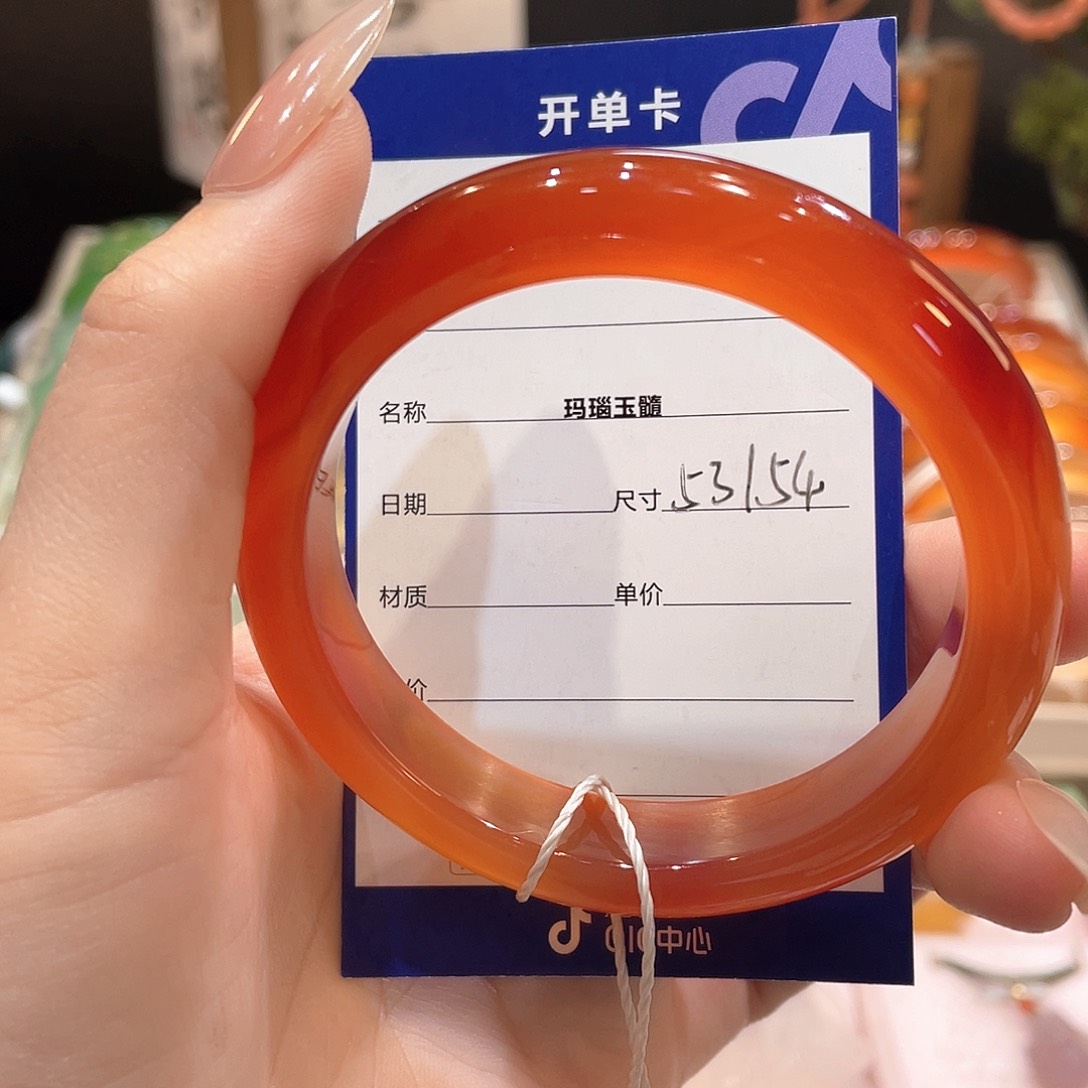 开单卡
名称 玛瑙玉髓
日期 尺寸 53/54
材质 单价
价
中心